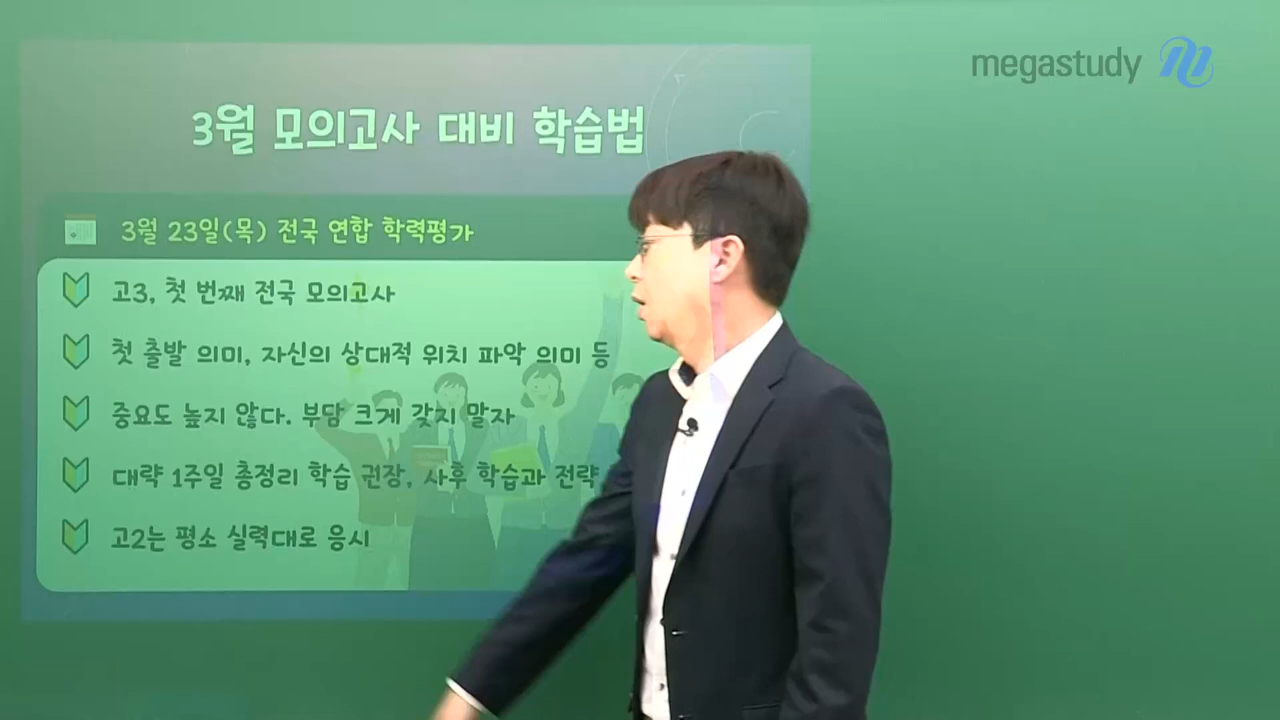 megastudy
3월 모의고사 대비 학습법
3월 23일(목) 전국 연합 학력평가
고3, 첫 번째 전국 모의고사
첫 출발 의미, 자신의 상대적 위치 파악 의미 등
중요도 높지 않다. 부담 크게 갖지 말자
대략 1주일 총정리 학습 권장, 사후 학습과 전략
고2는 평소 실력대로 응시